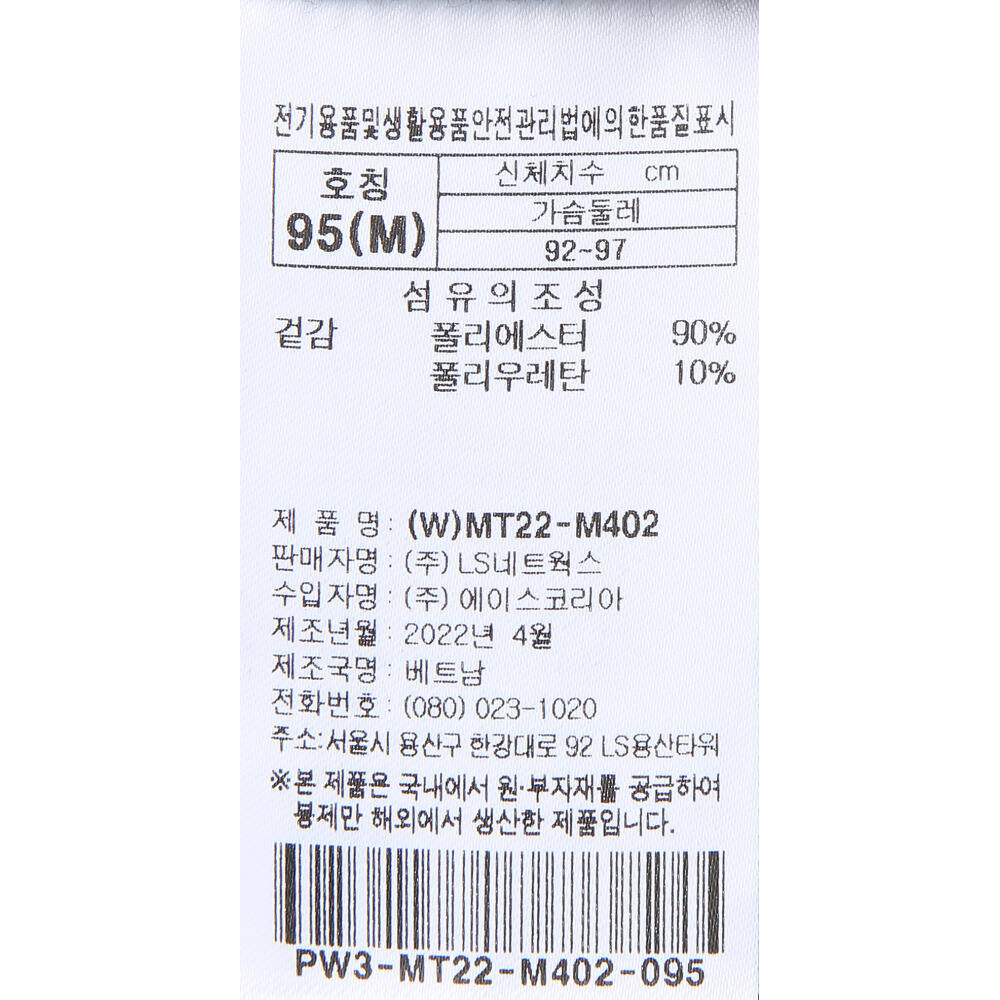 전기용품및생활용품안전관리법에의한품질표시
호칭
95(M)
신체치수 cm
가슴둘레
92~97
섬유의조성
겉감 폴리에스터 90%
폴리우레탄 10%
제 품 명 : (W)MT22-M402
판매자명 : (주) LS네트웍스
수입자명 : (주) 에이스코리아
제조년월 : 2022년 4월
제조국명 : 베트남
전화번호 : (080) 023-1020
주소:서울시 용산구 한강대로 92 LS용산타워
※본 제품은 국내에서 원·부자재를 공급하여
봉제만 해외에서 생산한 제품입니다.
PW3-MT22-M402-095